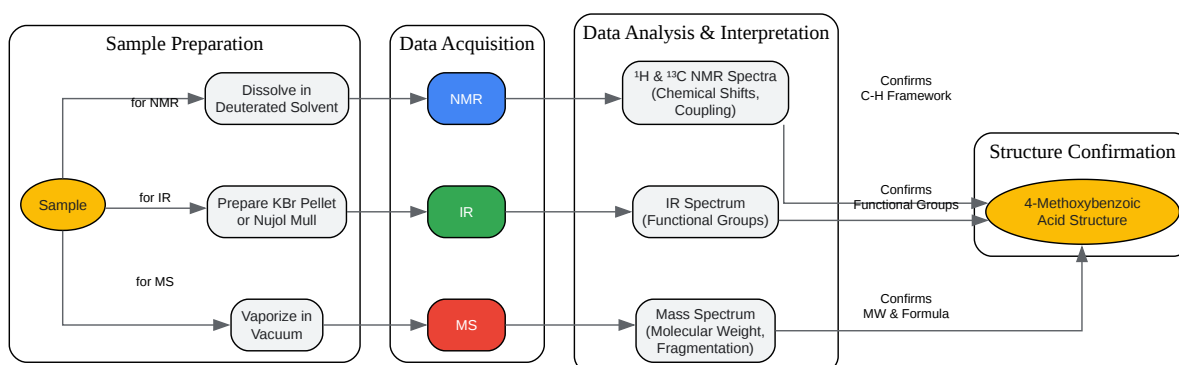 Sample Preparation
Data Acquisition
Data Analysis & Interpretation
Structure Confirmation
Sample
for NMR
for IR
for MS
Dissolve in
Deuterated Solvent
Prepare KBr Pellet
or Nujol Mull
Vaporize in
Vacuum
NMR
IR
MS
¹H & ¹³C NMR Spectra
(Chemical Shifts,
Coupling)
IR Spectrum
(Functional Groups)
Mass Spectrum
(Molecular Weight,
Fragmentation)
Confirms
C-H Framework
Confirms
Functional Groups
Confirms
MW & Formula
4-Methoxybenzoic
Acid Structure